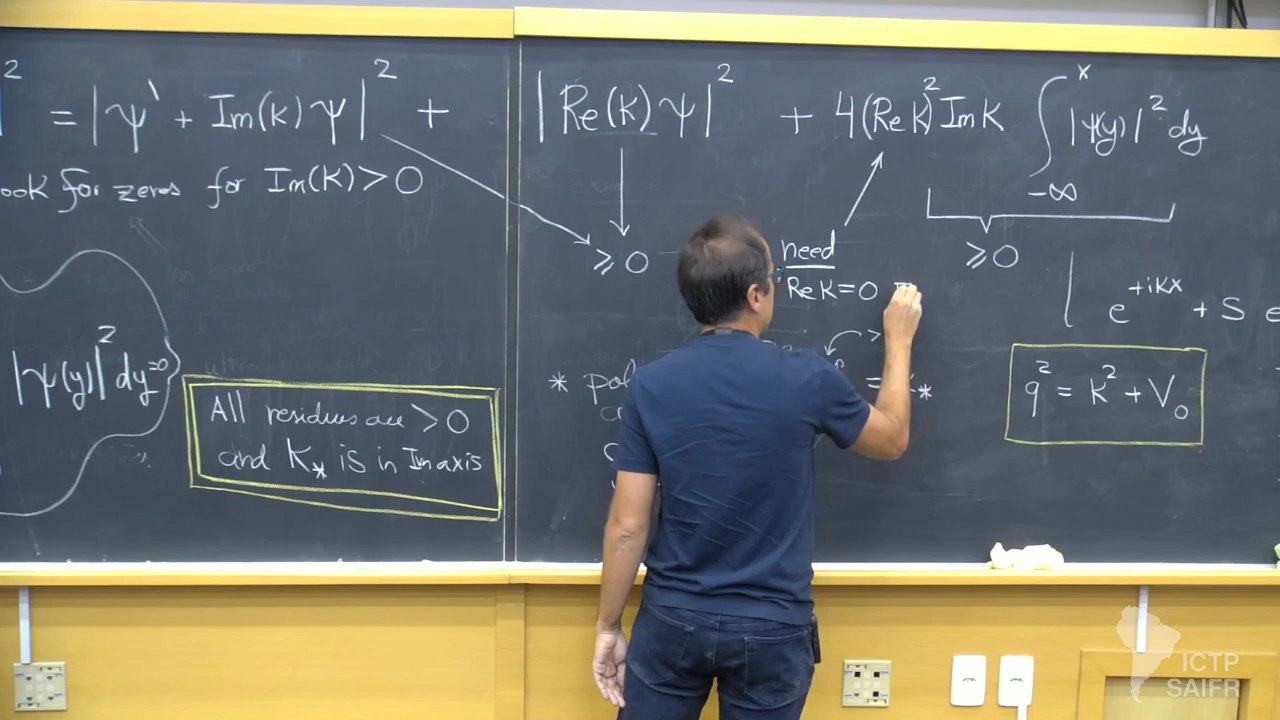 |² = |ψ' + Im(k) ψ|² + |Re(k) ψ|² + 4(Re k)² Im K ∫_{-∞}^{x} |ψ(y)|² dy
ook for zeros for Im(K) > 0
⩾ 0
need
Re K = 0
⩾ 0
e^{+iKx} + S e
|ψ(y)|² dy = 0
All residues are > 0
and K_* is in Im axis
*
q² = K² + V₀
ICTP
SAIFR